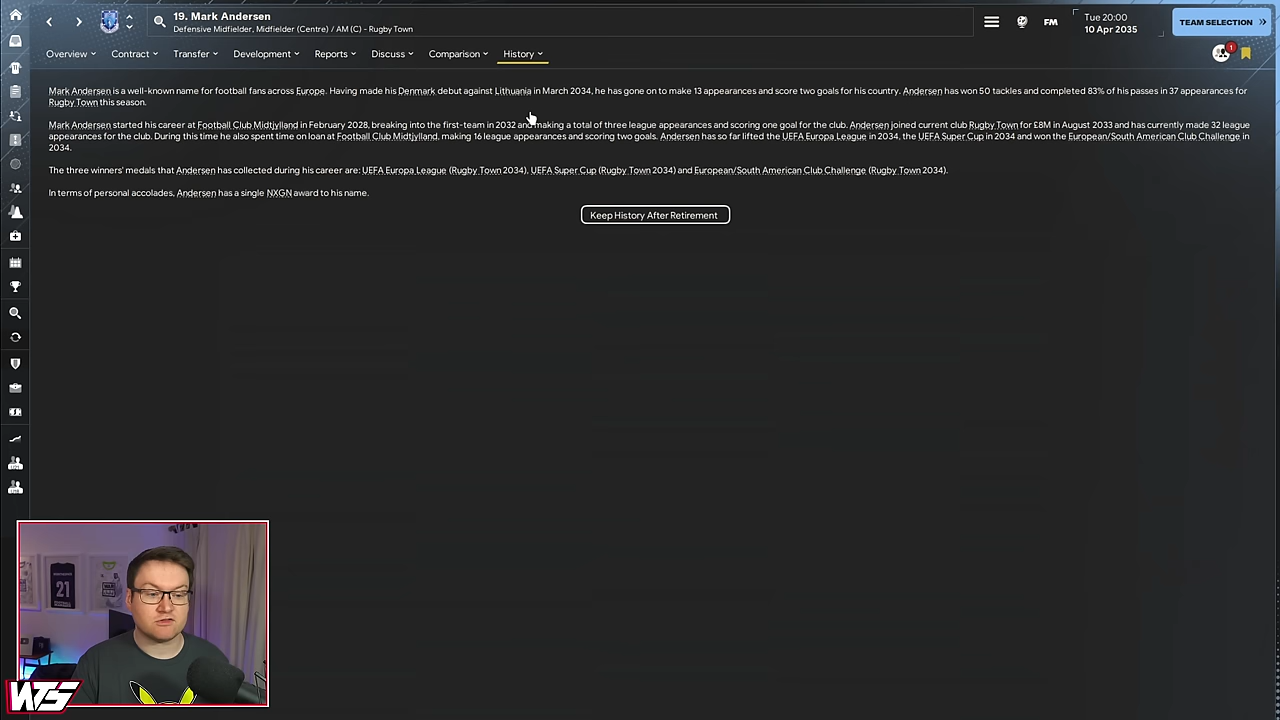 19. Mark Andersen
Defensive Midfielder, Midfielder (Centre) / AM (C) - Rugby Town
FM
Tue 20:00
10 Apr 2035
TEAM SELECTION
Overview
Contract
Transfer
Development
Reports
Discuss
Comparison
History
1
Mark Andersen is a well-known name for football fans across Europe. Having made his Denmark debut against Lithuania in March 2034, he has gone on to make 13 appearances and score two goals for his country. Andersen has won 50 tackles and completed 83% of his passes in 37 appearances for
Rugby Town this season.
Mark Andersen started his career at Football Club Midtjylland in February 2028, breaking into the first-team in 2032 and making a total of three league appearances and scoring one goal for the club. Andersen joined current club Rugby Town for £8M in August 2033 and has currently made 32 league
appearances for the club. During this time he also spent time on loan at Football Club Midtjylland, making 16 league appearances and scoring two goals. Andersen has so far lifted the UEFA Europa League in 2034, the UEFA Super Cup in 2034 and won the European/South American Club Challenge in
2034.
The three winners' medals that Andersen has collected during his career are: UEFA Europa League (Rugby Town 2034), UEFA Super Cup (Rugby Town 2034) and European/South American Club Challenge (Rugby Town 2034).
In terms of personal accolades, Andersen has a single NXGN award to his name.
Keep History After Retirement
21
WTS